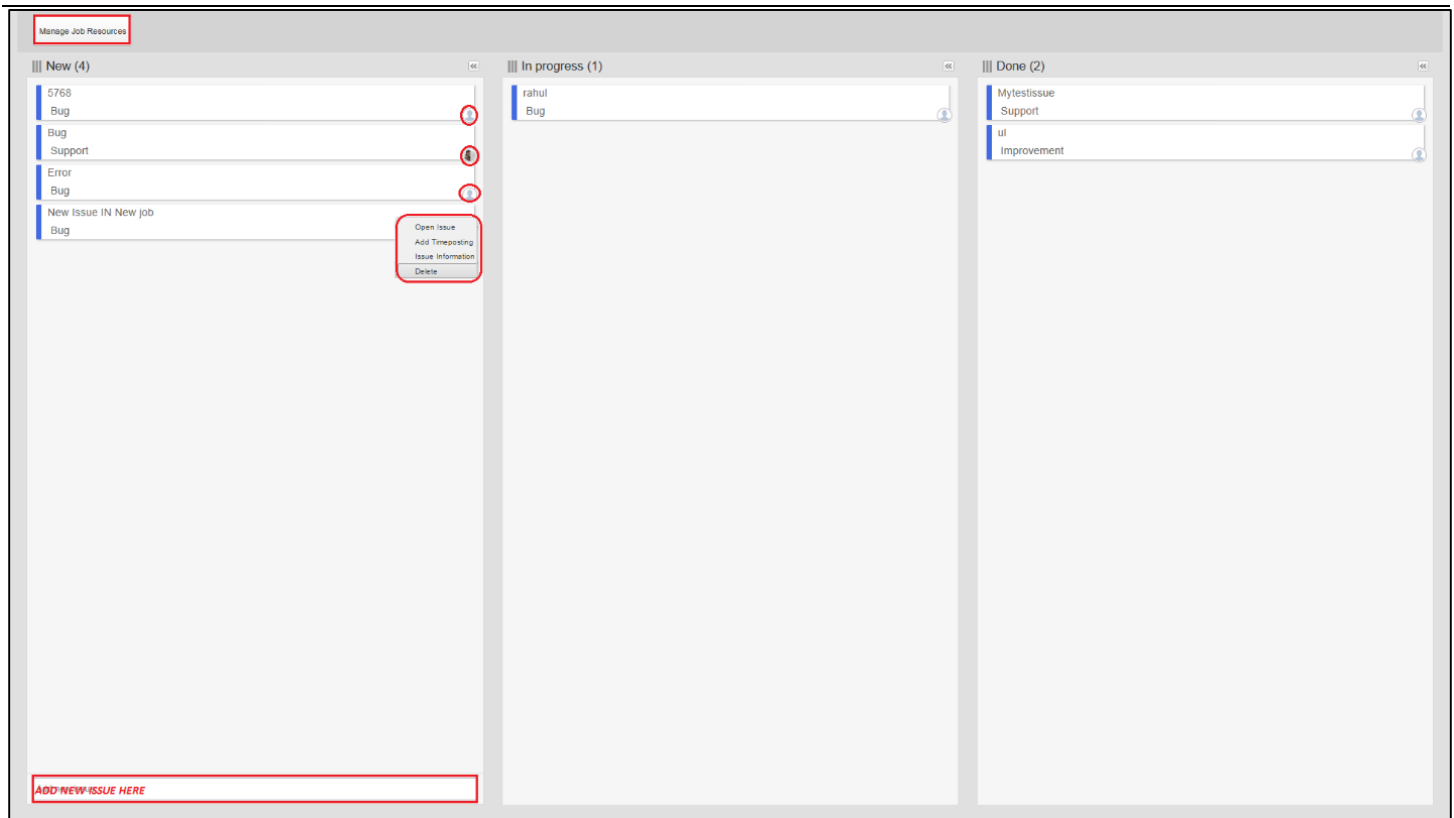 Manage Job Resources
New (4)
5768
Bug
Bug
Support
Error
Bug
New Issue IN New job
Bug
Open Issue
Add Timeposting
Issue Information
Delete
ADD NEW ISSUE HERE
In progress (1)
rahul
Bug
Done (2)
Mytestissue
Support
ui
Improvement